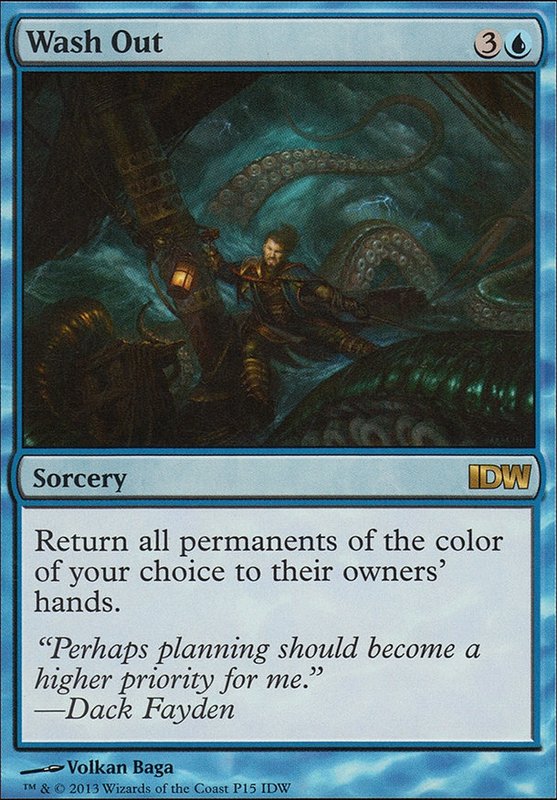 Wash Out 3
Sorcery IDW
Return all permanents of the color
of your choice to their owners’
hands.
“Perhaps planning should become a
higher priority for me.”
—Dack Fayden
Volkan Baga
™ & © 2013 Wizards of the Coast P15 IDW